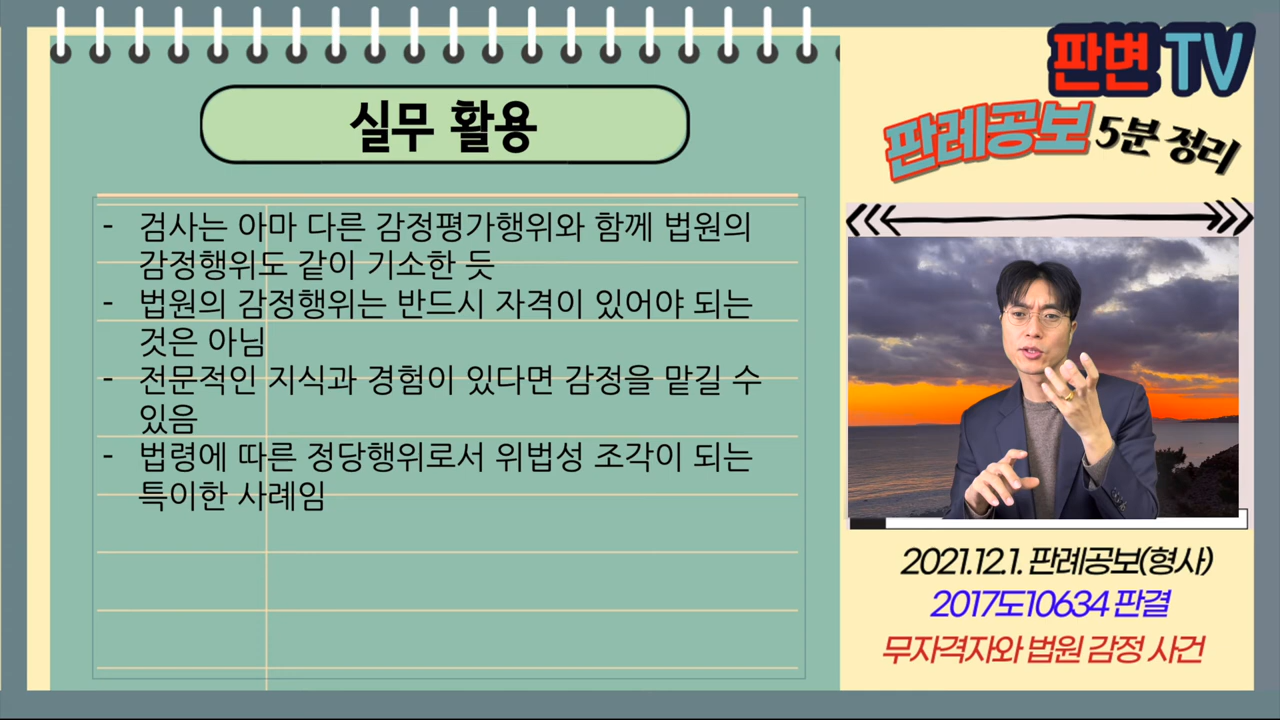 실무 활용
- 검사는 아마 다른 감정평가행위와 함께 법원의
감정행위도 같이 기소한 듯
- 법원의 감정행위는 반드시 자격이 있어야 되는
것은 아님
- 전문적인 지식과 경험이 있다면 감정을 맡길 수
있음
- 법령에 따른 정당행위로서 위법성 조각이 되는
특이한 사례임
판변 TV
판례공보 5분 정리
2021.12.1. 판례공보(형사)
2017도10634 판결
무자격자와 법원 감정 사건